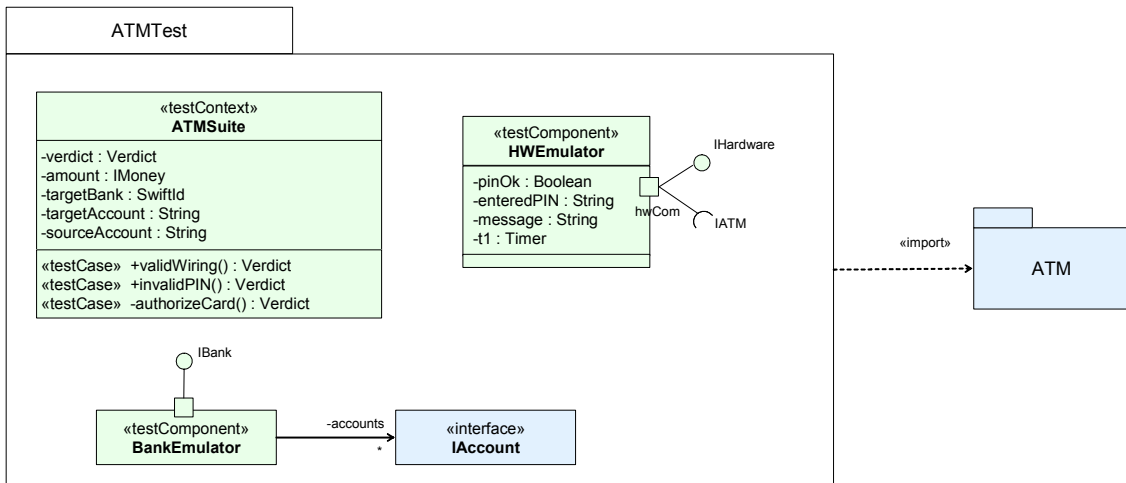 ATMTest
«testContext»
ATMSuite
-verdict : Verdict
-amount : IMoney
-targetBank : SwiftId
-targetAccount : String
-sourceAccount : String
«testCase» +validWiring() : Verdict
«testCase» +invalidPIN() : Verdict
«testCase» -authorizeCard() : Verdict
«testComponent»
HWEmulator
-pinOk : Boolean
-enteredPIN : String
-message : String
-t1 : Timer
hwCom
IHardware
IATM
«import»
ATM
IBank
«testComponent»
BankEmulator
-accounts
*
«interface»
IAccount